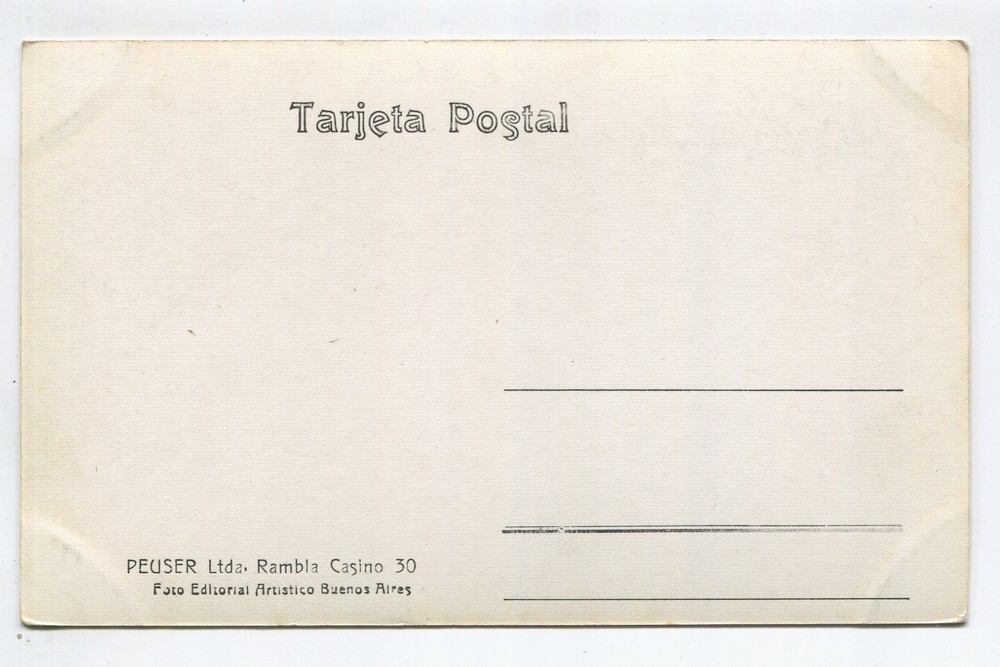 Tarjeta Postal
PEUSER Ltda. Rambla Casino 30
Foto Editorial Artistico Buenos Aires